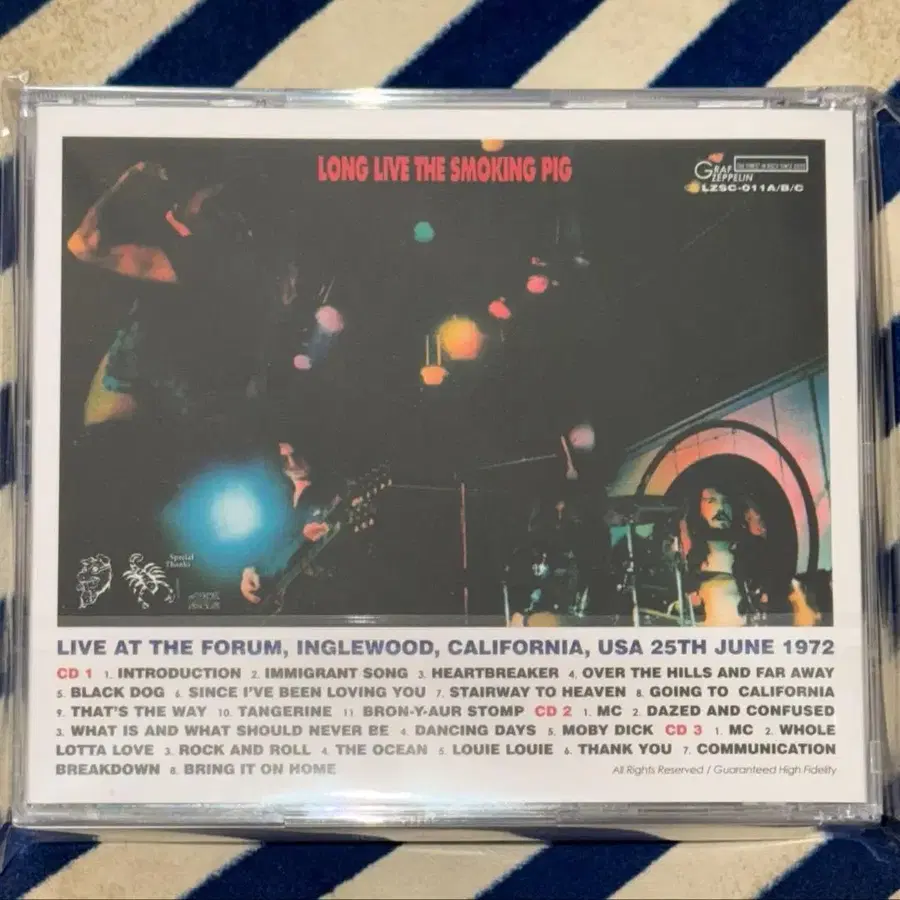 LONG LIVE THE SMOKING PIG
GRAF
ZEPPELIN
LZSC-011A/B/C
Special
Thanks
LIVE AT THE FORUM, INGLEWOOD, CALIFORNIA, USA 25TH JUNE 1972
CD 1 1. INTRODUCTION 2. IMMIGRANT SONG 3. HEARTBREAKER 4. OVER THE HILLS AND FAR AWAY
5. BLACK DOG 6. SINCE I'VE BEEN LOVING YOU 7. STAIRWAY TO HEAVEN 8. GOING TO CALIFORNIA
9. THAT'S THE WAY 10. TANGERINE 11. BRON-Y-AUR STOMP CD 2 1. MC 2. DAZED AND CONFUSED
3. WHAT IS AND WHAT SHOULD NEVER BE 4. DANCING DAYS 5. MOBY DICK CD 3 1. MC 2. WHOLE
LOTTA LOVE 3. ROCK AND ROLL 4. THE OCEAN 5. LOUIE LOUIE 6. THANK YOU 7. COMMUNICATION
BREAKDOWN 8. BRING IT ON HOME
All Rights Reserved / Guaranteed High Fidelity